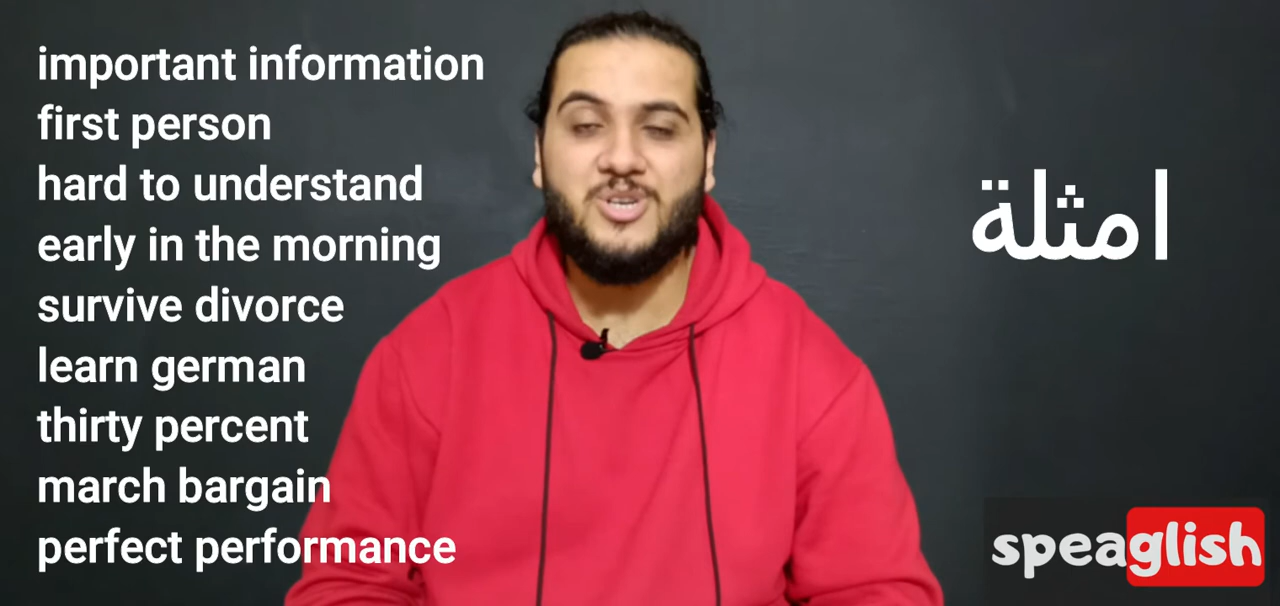 important information
first person
hard to understand
early in the morning
survive divorce
learn german
thirty percent
march bargain
perfect performance
امثلة
speaglish